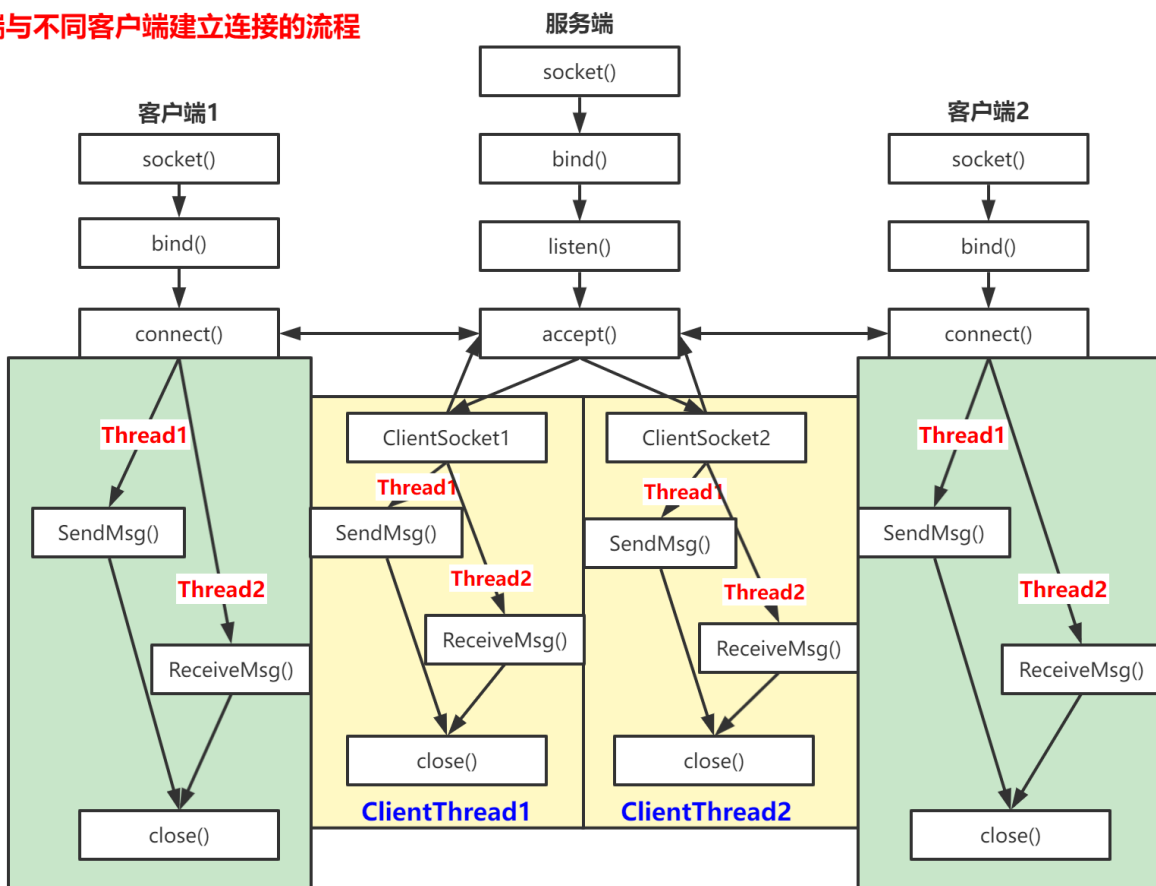 与不同客户端建立连接的流程
服务端
socket()
bind()
listen()
accept()
客户端1
socket()
bind()
connect()
Thread1
SendMsg()
Thread2
ReceiveMsg()
close()
ClientSocket1
Thread1
SendMsg()
Thread2
ReceiveMsg()
close()
ClientThread1
ClientSocket2
Thread1
SendMsg()
Thread2
ReceiveMsg()
close()
ClientThread2
客户端2
socket()
bind()
connect()
Thread1
SendMsg()
Thread2
ReceiveMsg()
close()